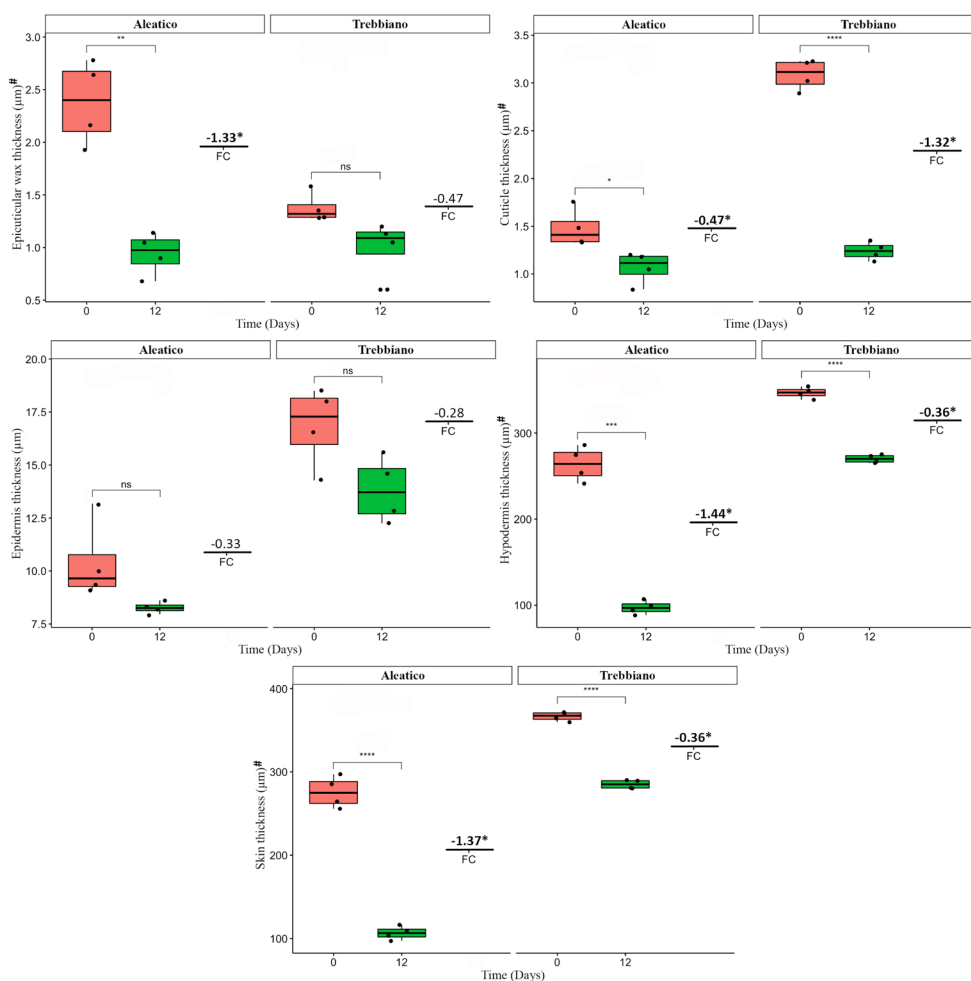 Aleatico
Trebbiano
Epicuticular wax thickness (µm)#
3.0
2.5
2.0
1.5
1.0
0.5
**
ns
-1.33*
FC
-0.47
FC
0
12
0
12
Time (Days)
Aleatico
Trebbiano
Cuticle thickness (µm)#
3.5
3.0
2.5
2.0
1.5
1.0
*
****
-0.47*
FC
-1.32*
FC
0
12
0
12
Time (Days)
Aleatico
Trebbiano
Epidermis thickness (µm)
20.0
17.5
15.0
12.5
10.0
7.5
ns
ns
-0.33
FC
-0.28
FC
0
12
0
12
Time (Days)
Aleatico
Trebbiano
Hypodermis thickness (µm)#
300
200
100
***
****
-1.44*
FC
-0.36*
FC
0
12
0
12
Time (Days)
Aleatico
Trebbiano
Skin thickness (µm)#
400
300
200
100
****
****
-1.37*
FC
-0.36*
FC
0
12
0
12
Time (Days)